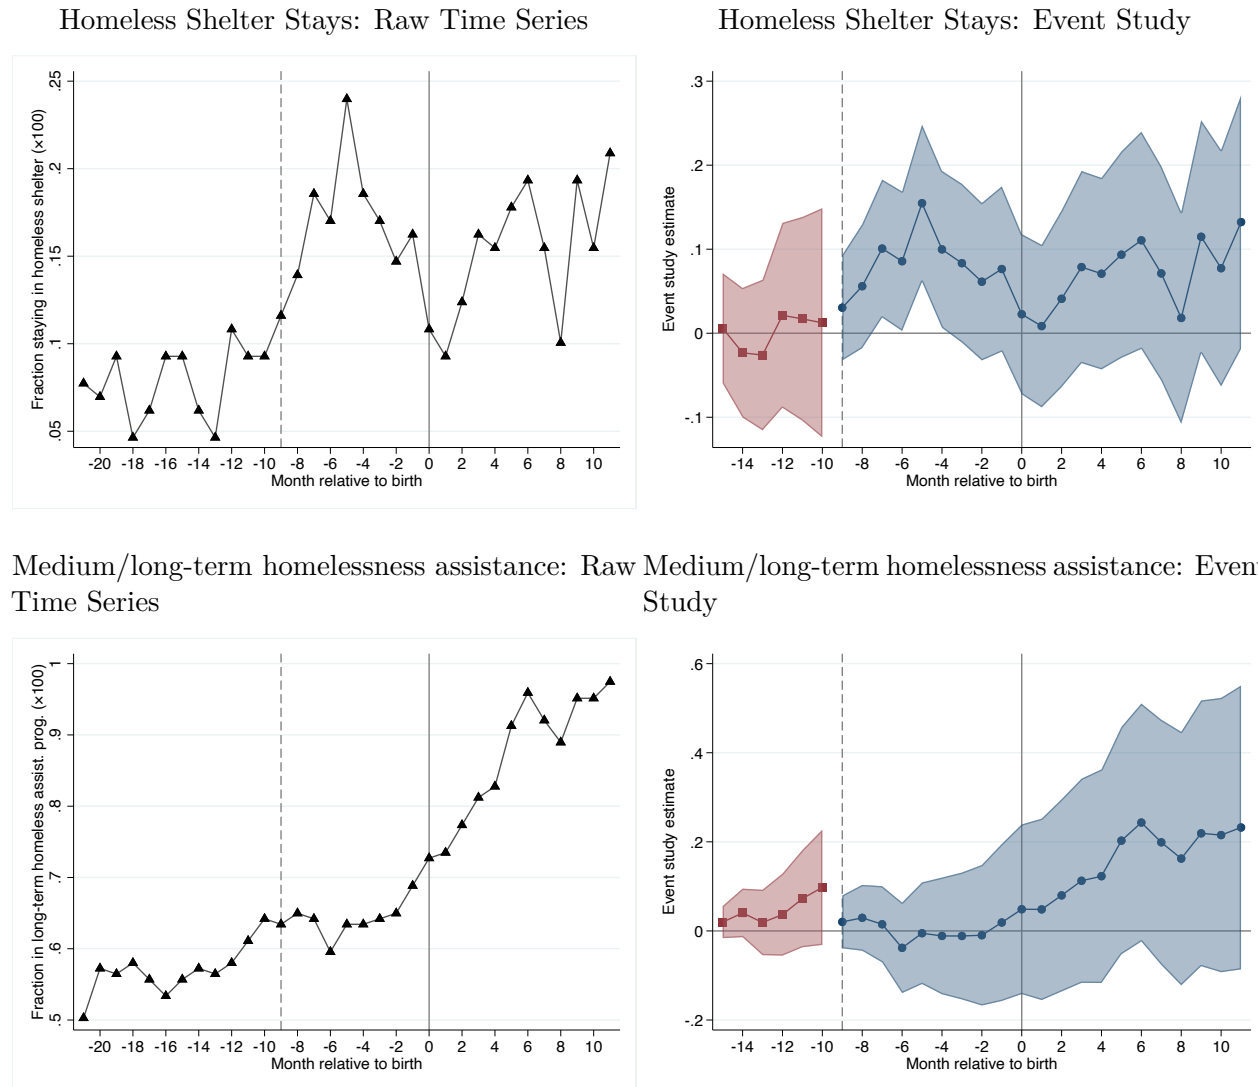 Homeless Shelter Stays: Raw Time Series
Fraction staying in homeless shelter (×100)
.25
.2
.15
.1
.05
-20 -18 -16 -14 -12 -10 -8 -6 -4 -2 0 2 4 6 8 10
Month relative to birth
Homeless Shelter Stays: Event Study
Event study estimate
.3
.2
.1
0
-.1
-14 -12 -10 -8 -6 -4 -2 0 2 4 6 8 10
Month relative to birth
Medium/long-term homelessness assistance: Raw
Time Series
Fraction in long-term homeless assist. prog. (×100)
1
.9
.8
.7
.6
.5
-20 -18 -16 -14 -12 -10 -8 -6 -4 -2 0 2 4 6 8 10
Month relative to birth
Medium/long-term homelessness assistance: Event
Study
Event study estimate
.6
.4
.2
0
-.2
-14 -12 -10 -8 -6 -4 -2 0 2 4 6 8 10
Month relative to birth